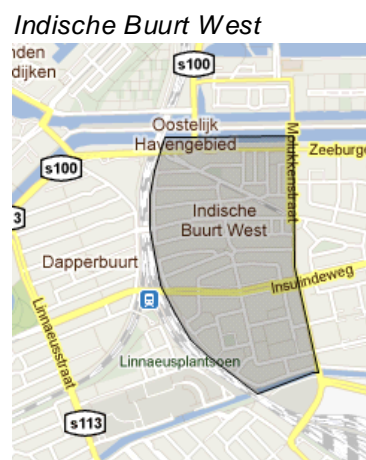 Indische Buurt West
nden
dijken
s100
Oostelijk
Havengebied
Molukkenstraat
Zeeburge
s100
3
Indische
Buurt West
Dapperbuurt
Insulindeweg
Linnaeusstraat
Linnaeusplantsoen
s113